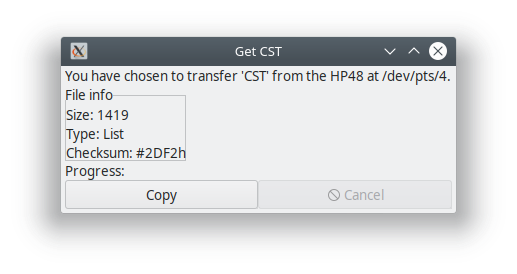 Get CST
You have chosen to transfer 'CST' from the HP48 at /dev/pts/4.
File info
Size: 1419
Type: List
Checksum: #2DF2h
Progress:
Copy
Cancel